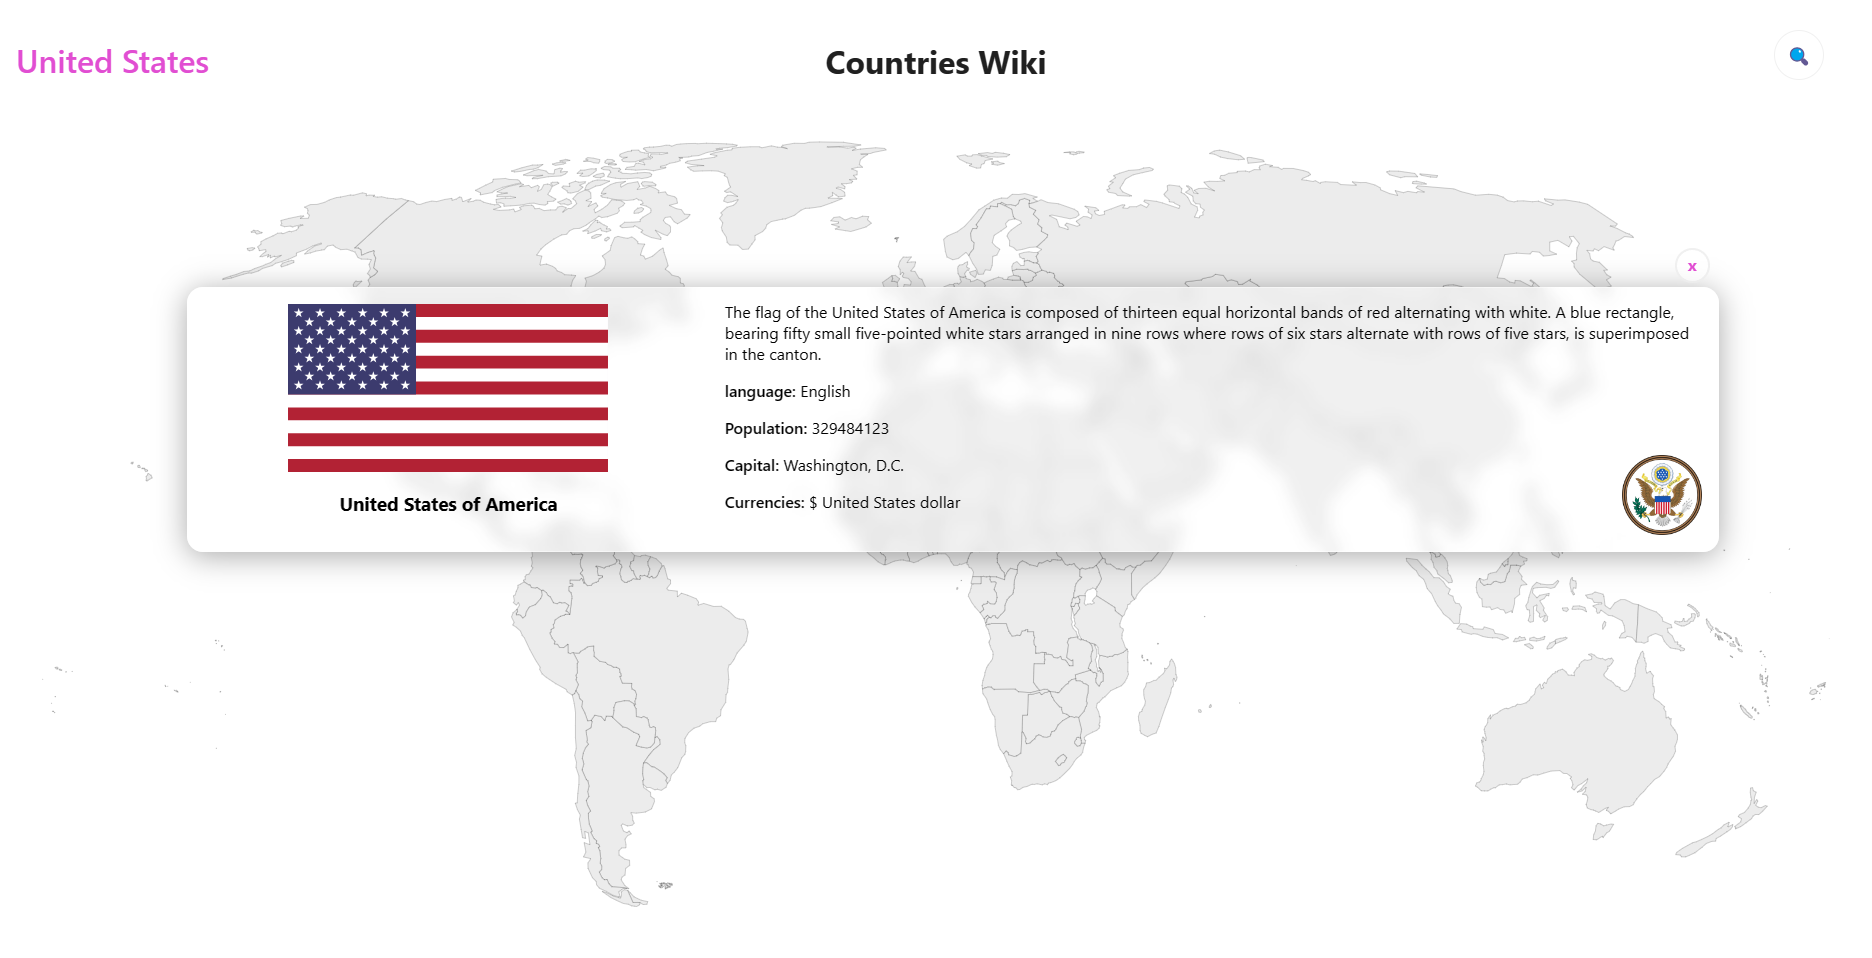 United States
Countries Wiki
x
The flag of the United States of America is composed of thirteen equal horizontal bands of red alternating with white. A blue rectangle,
bearing fifty small five-pointed white stars arranged in nine rows where rows of six stars alternate with rows of five stars, is superimposed
in the canton.
language: English
Population: 329484123
Capital: Washington, D.C.
Currencies: $ United States dollar
United States of America